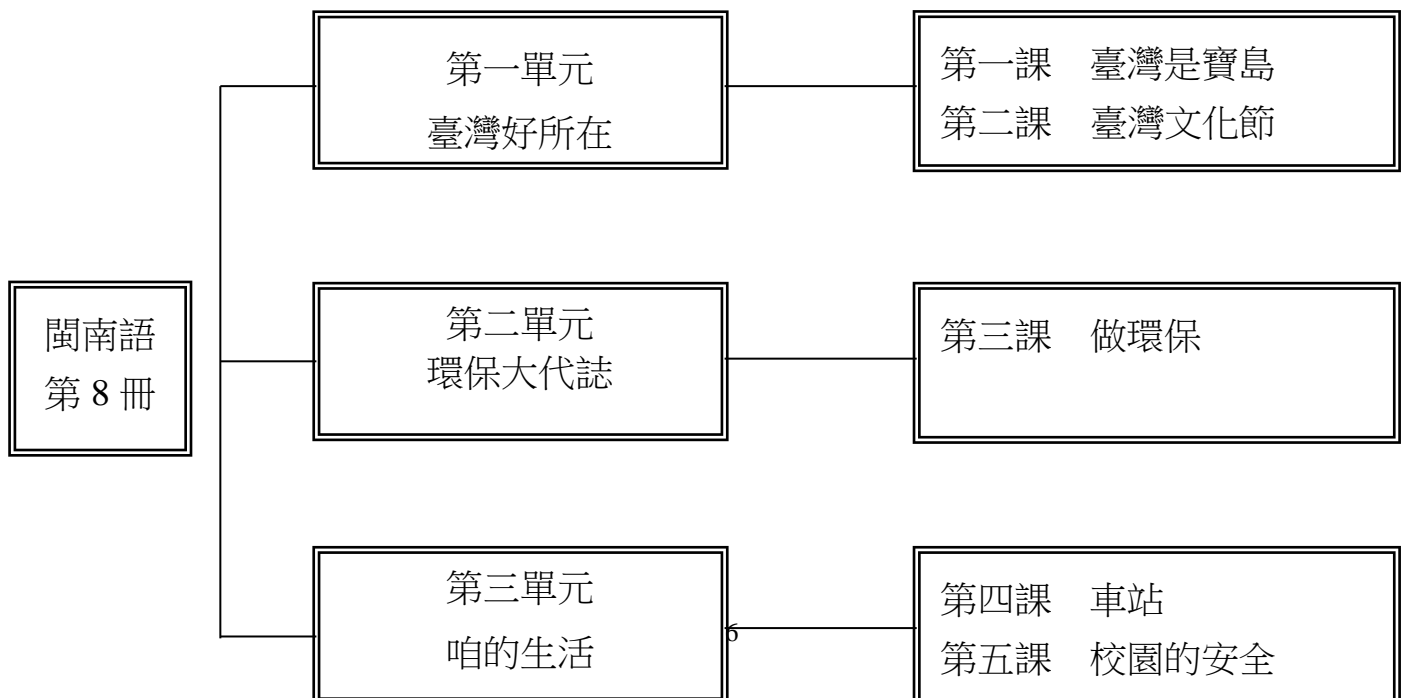 第一單元
臺灣好所在
第一課 臺灣是寶島
第二課 臺灣文化節
閩南語
第 8 冊
第二單元
環保大代誌
第三課 做環保
第三單元
咱的生活
6
第四課 車站
第五課 校園的安全